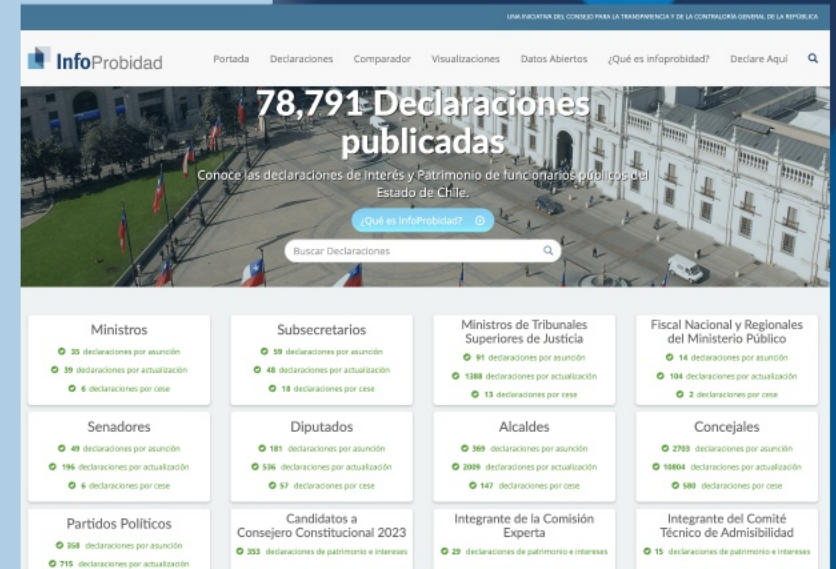 UNA INICIATIVA DEL CONSEJO PARA LA TRANSPARENCIA Y DE LA CONTRALORÍA GENERAL DE LA REPÚBLICA
InfoProbidad
Portada Declaraciones Comparador Visualizaciones Datos Abiertos ¿Qué es infoprobidad? Declare Aquí
78,791 Declaraciones
publicadas
Conoce las declaraciones de Interés y Patrimonio de funcionarios públicos del
Estado de Chile.
¿Qué es InfoProbidad?
Buscar Declaraciones
Ministros
35 declaraciones por asunción
39 declaraciones por actualización
6 declaraciones por cese
Subsecretarios
59 declaraciones por asunción
48 declaraciones por actualización
18 declaraciones por cese
Ministros de Tribunales
Superiores de Justicia
91 declaraciones por asunción
1388 declaraciones por actualización
13 declaraciones por cese
Fiscal Nacional y Regionales
del Ministerio Público
14 declaraciones por asunción
104 declaraciones por actualización
2 declaraciones por cese
Senadores
49 declaraciones por asunción
196 declaraciones por actualización
6 declaraciones por cese
Diputados
181 declaraciones por asunción
536 declaraciones por actualización
57 declaraciones por cese
Alcaldes
369 declaraciones por asunción
2009 declaraciones por actualización
147 declaraciones por cese
Concejales
2703 declaraciones por asunción
10804 declaraciones por actualización
580 declaraciones por cese
Partidos Políticos
358 declaraciones por asunción
715 declaraciones por actualización
Candidatos a
Consejero Constitucional 2023
353 declaraciones de patrimonio e intereses
Integrante de la Comisión
Experta
29 declaraciones de patrimonio e intereses
Integrante del Comité
Técnico de Admisibilidad
15 declaraciones de patrimonio e intereses